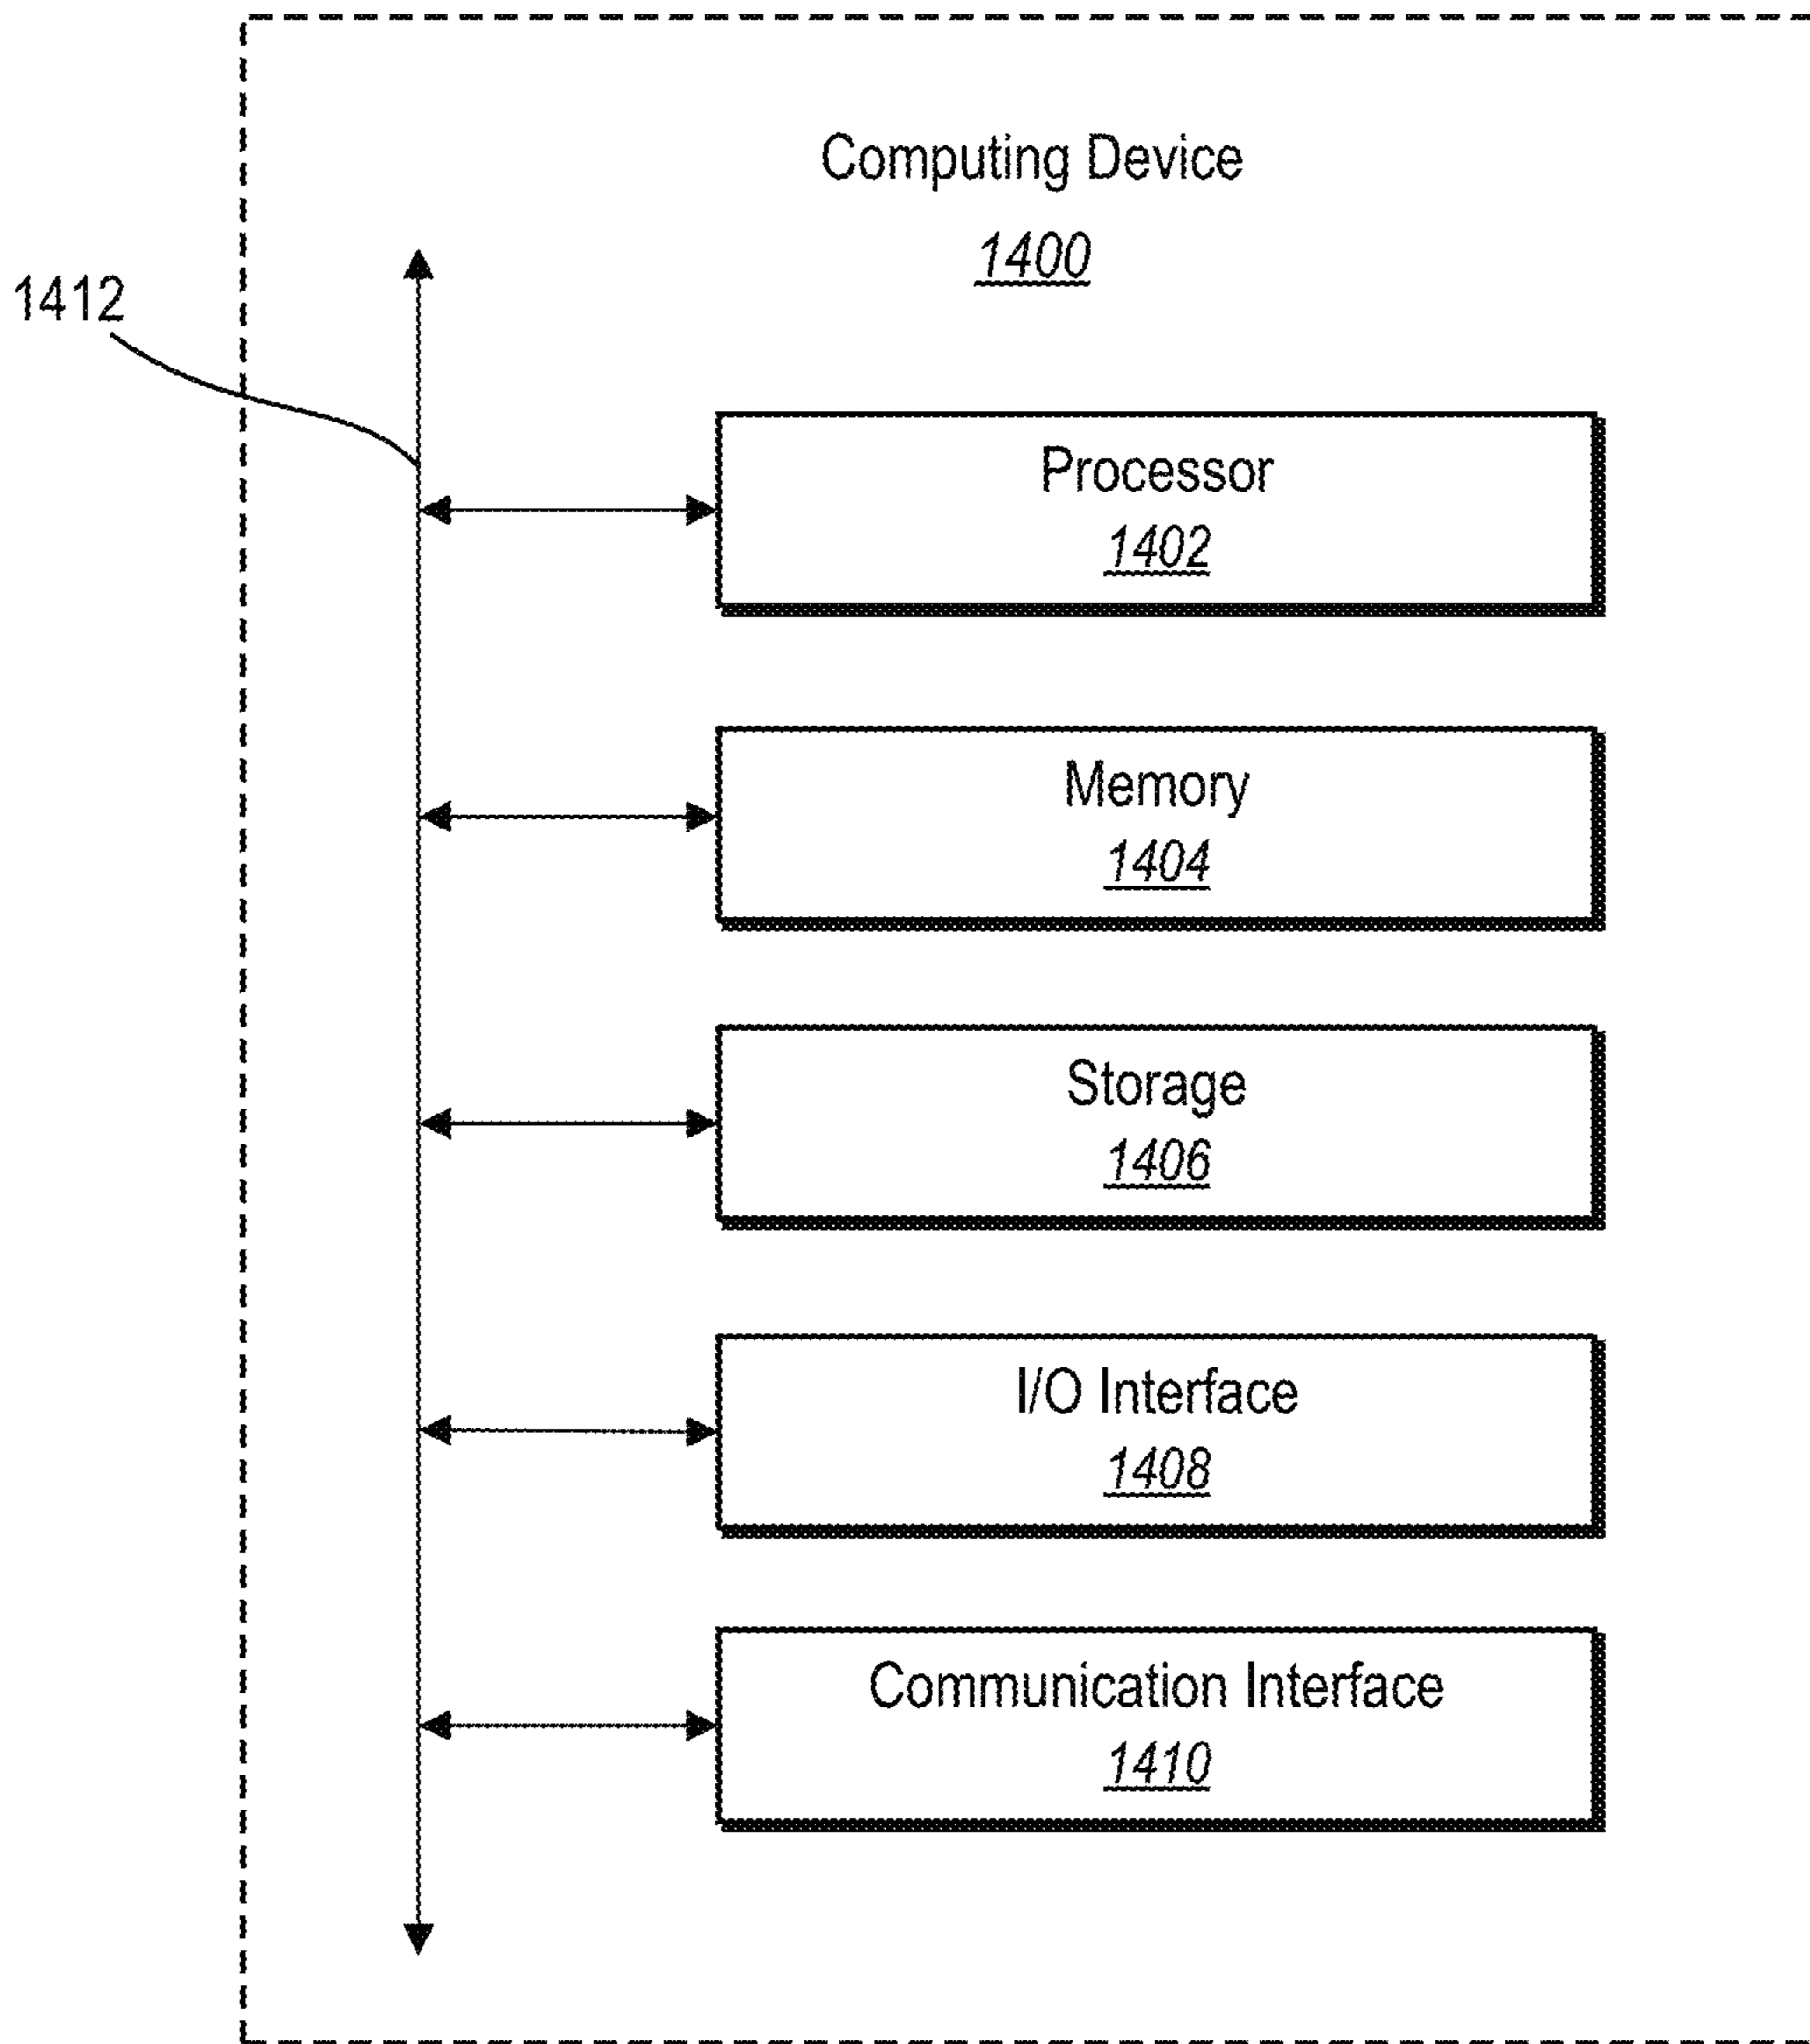 Computing Device
1400
1412
Processor
1402
Memory
1404
Storage
1406
I/O Interface
1408
Communication Interface
1410